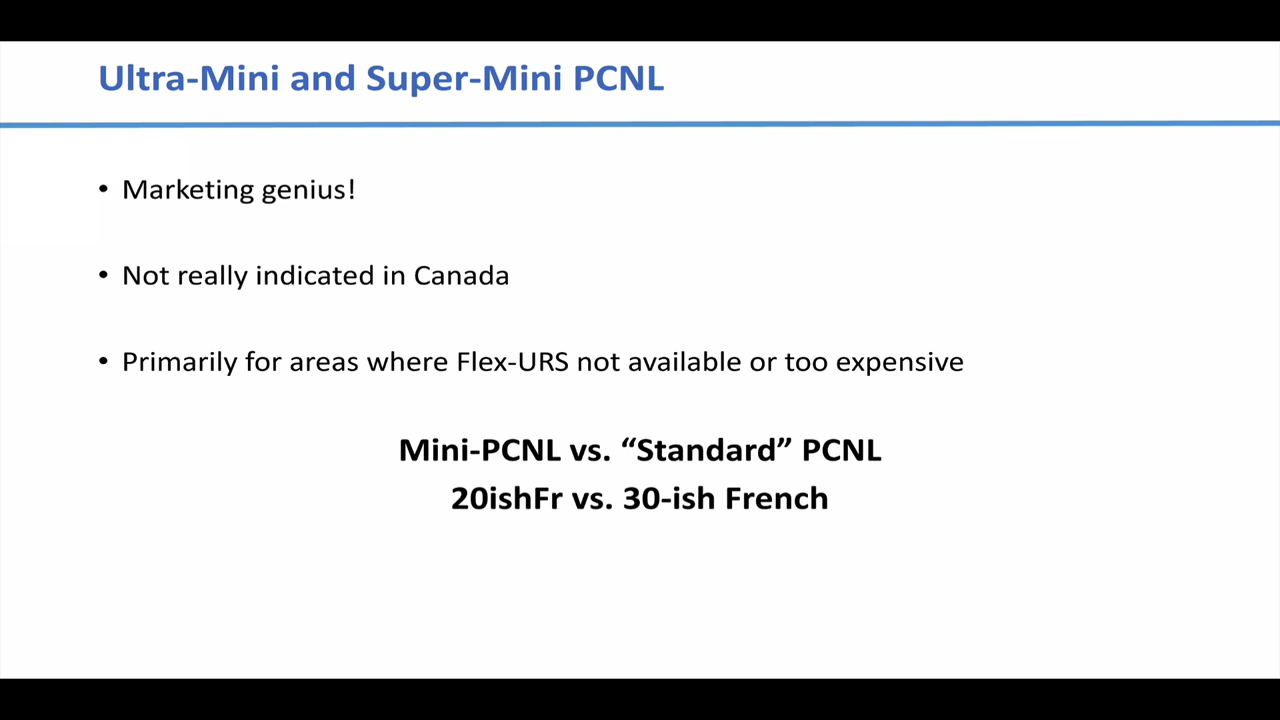 Ultra-Mini and Super-Mini PCNL
• Marketing genius!
• Not really indicated in Canada
• Primarily for areas where Flex-URS not available or too expensive
Mini-PCNL vs. “Standard” PCNL
20ishFr vs. 30-ish French